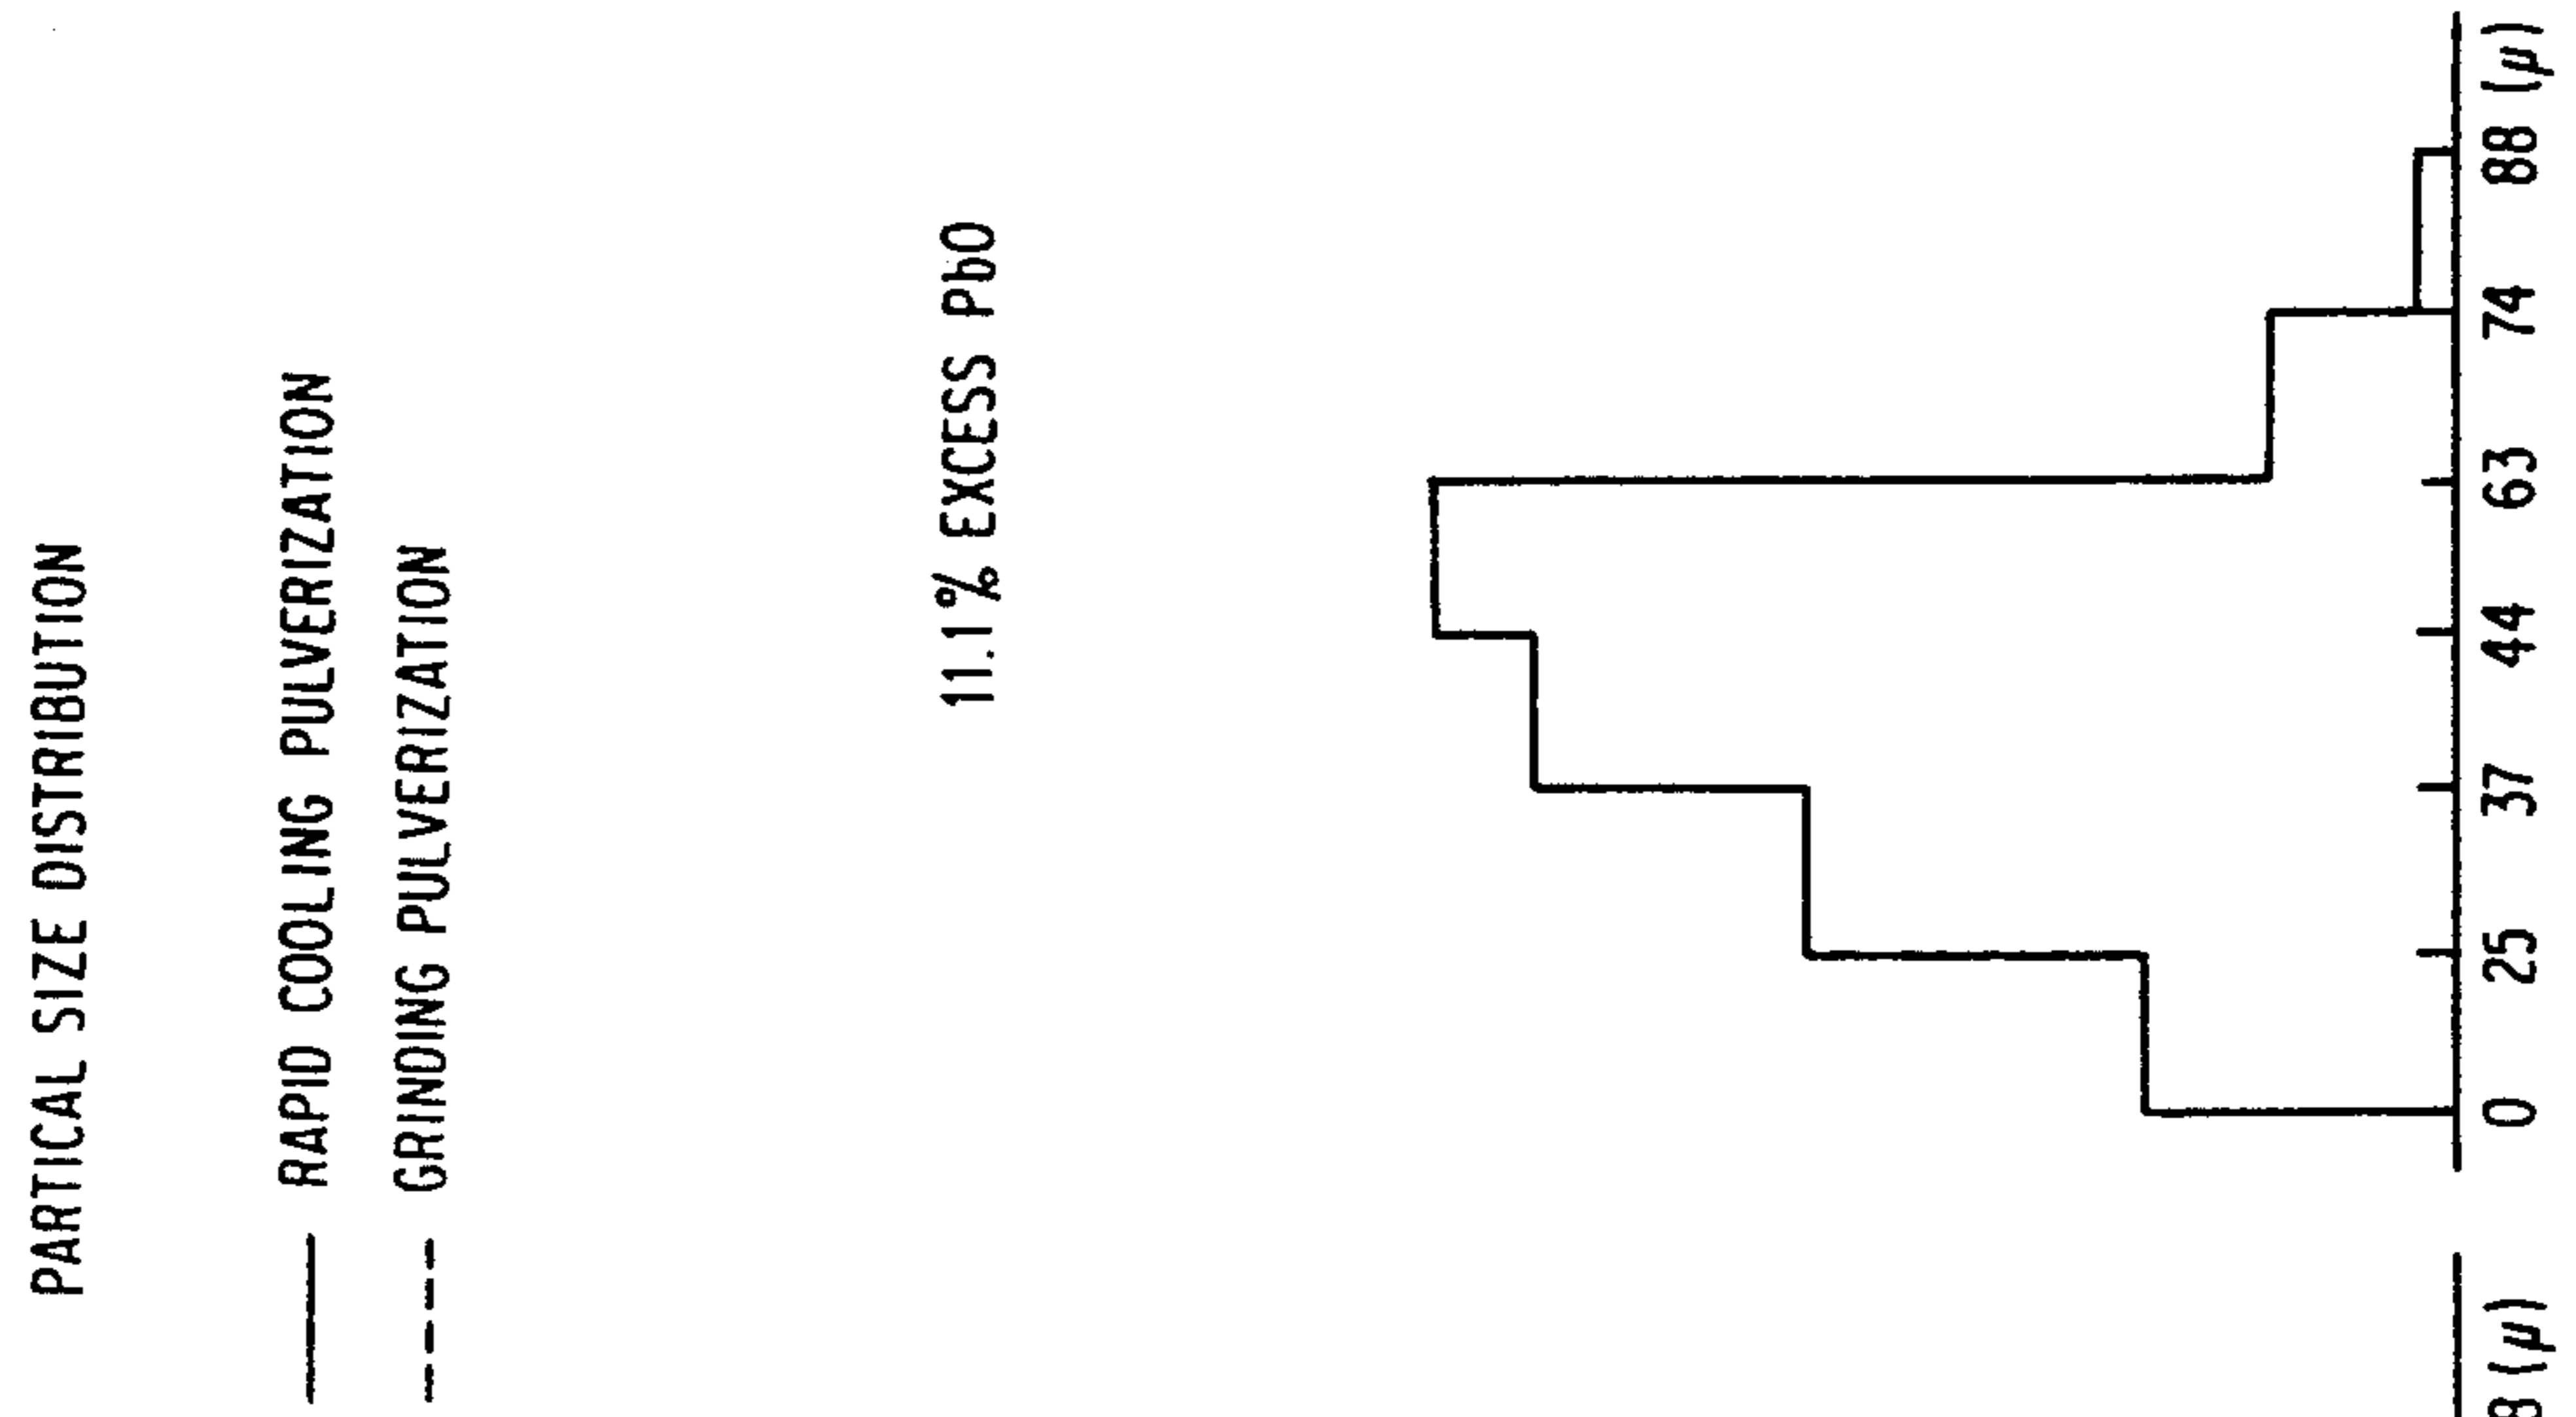 PARTICAL SIZE DISTRIBUTION
RAPID COOLING PULVERIZATION
GRINDING PULVERIZATION
11.1% EXCESS PbO
0 25 37 44 63 74 88 (μ)
8 (μ)